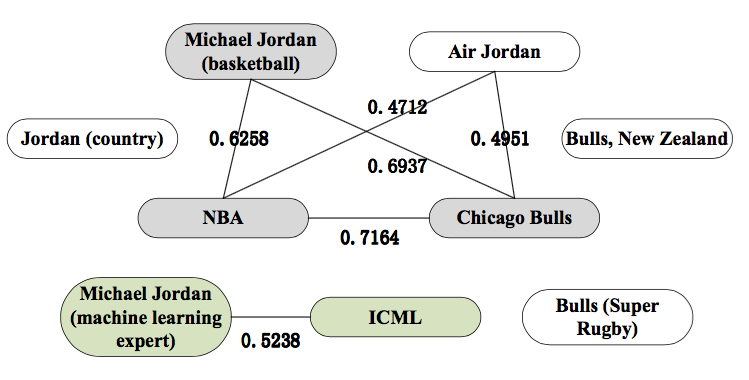 Michael Jordan
(basketball)
Air Jordan
0.4712
Jordan (country)
0.6258
0.4951
Bulls, New Zealand
0.6937
NBA
Chicago Bulls
0.7164
Michael Jordan
(machine learning
expert)
ICML
Bulls (Super
Rugby)
0.5238